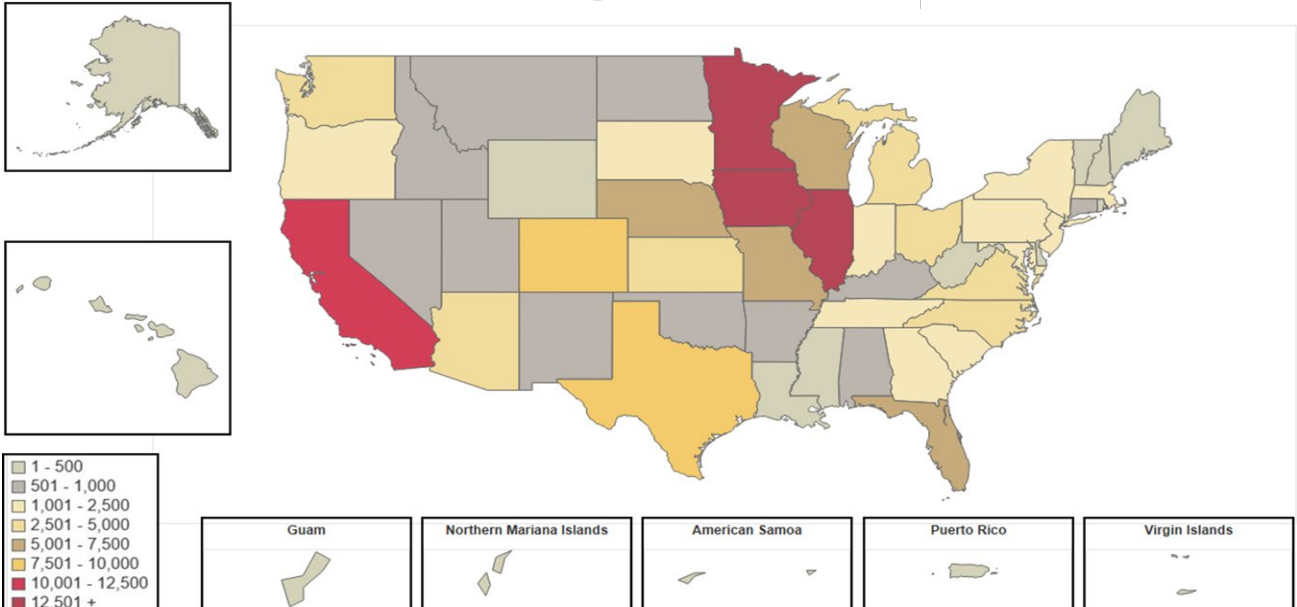 1 - 500
501 - 1,000
1,001 - 2,500
2,501 - 5,000
5,001 - 7,500
7,501 - 10,000
10,001 - 12,500
12,501 +
Guam
Northern Mariana Islands
American Samoa
Puerto Rico
Virgin Islands